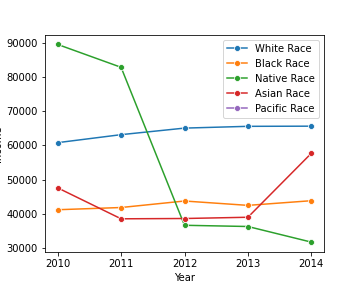 90000
80000
70000
60000
50000
40000
30000
2010 2011 2012 2013 2014
Year
White Race
Black Race
Native Race
Asian Race
Pacific Race